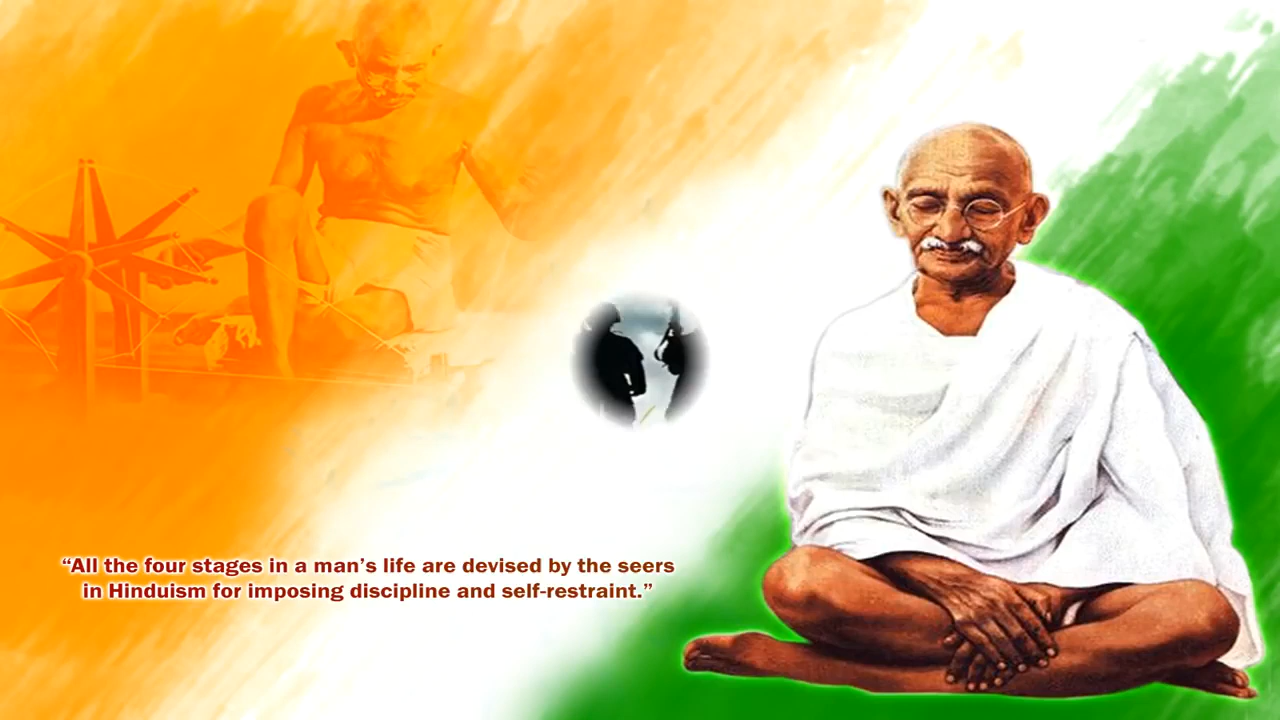 “All the four stages in a man’s life are devised by the seers
in Hinduism for imposing discipline and self-restraint.”